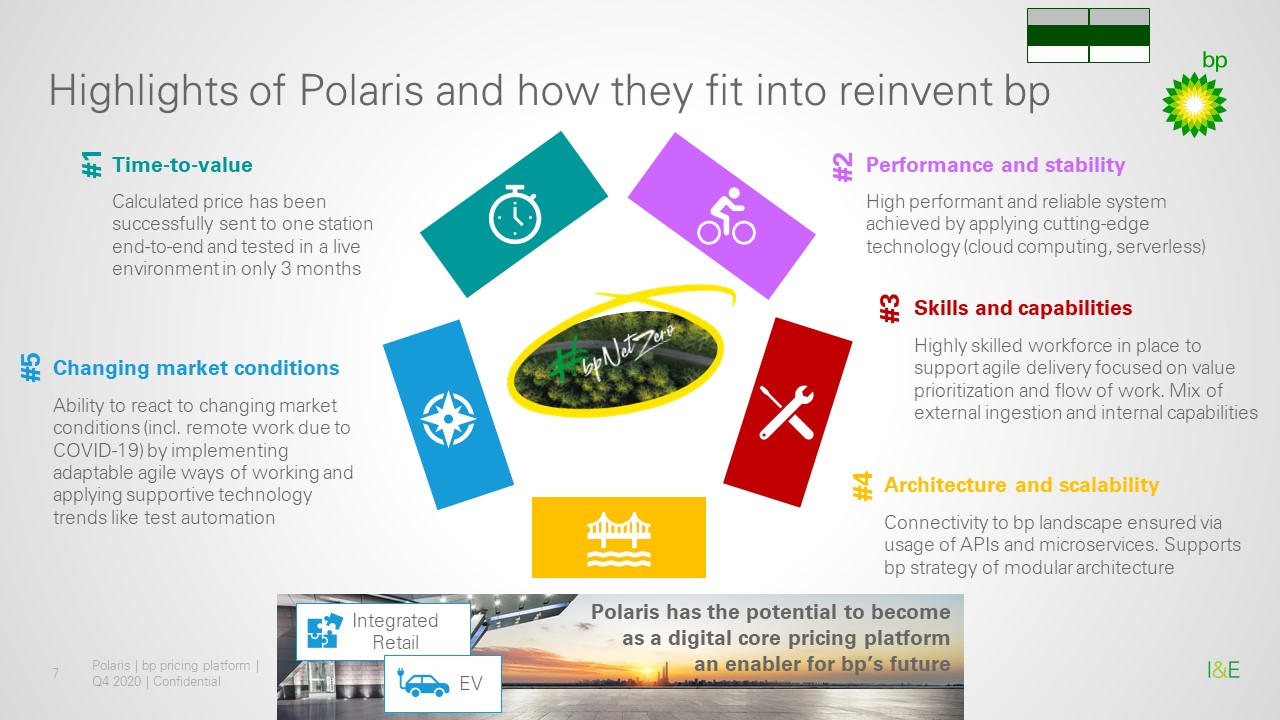 bp
Highlights of Polaris and how they fit into reinvent bp
#1
Time-to-value
Calculated price has been
successfully sent to one station
end-to-end and tested in a live
environment in only 3 months
#2
Performance and stability
High performant and reliable system
achieved by applying cutting-edge
technology (cloud computing, serverless)
#3
Skills and capabilities
Highly skilled workforce in place to
support agile delivery focused on value
prioritization and flow of work. Mix of
external ingestion and internal capabilities
#4
Architecture and scalability
Connectivity to bp landscape ensured via
usage of APIs and microservices. Supports
bp strategy of modular architecture
#5
Changing market conditions
Ability to react to changing market
conditions (incl. remote work due to
COVID-19) by implementing
adaptable agile ways of working and
applying supportive technology
trends like test automation
#bpNetZero
Integrated
Retail
EV
Polaris has the potential to become
as a digital core pricing platform
an enabler for bp’s future
7
Polaris | bp pricing platform |
Q4 2020 | Confidential
I&E